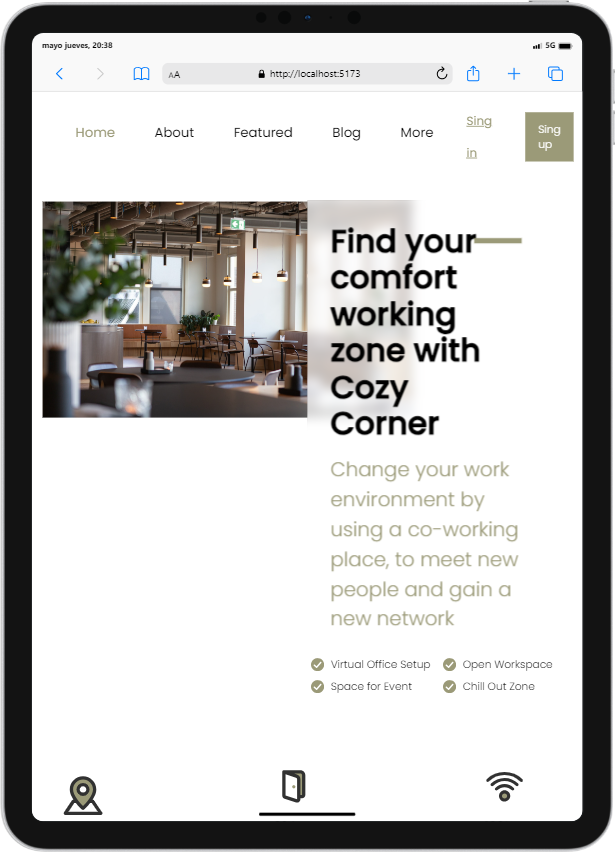 mayo jueves, 20:38
5G
AA
http://localhost:5173
Home
About
Featured
Blog
More
Sing
in
Sing
up
Find your
comfort
working
zone with
Cozy
Corner
Change your work
environment by
using a co-working
place, to meet new
people and gain a
new network
Virtual Office Setup
Open Workspace
Space for Event
Chill Out Zone